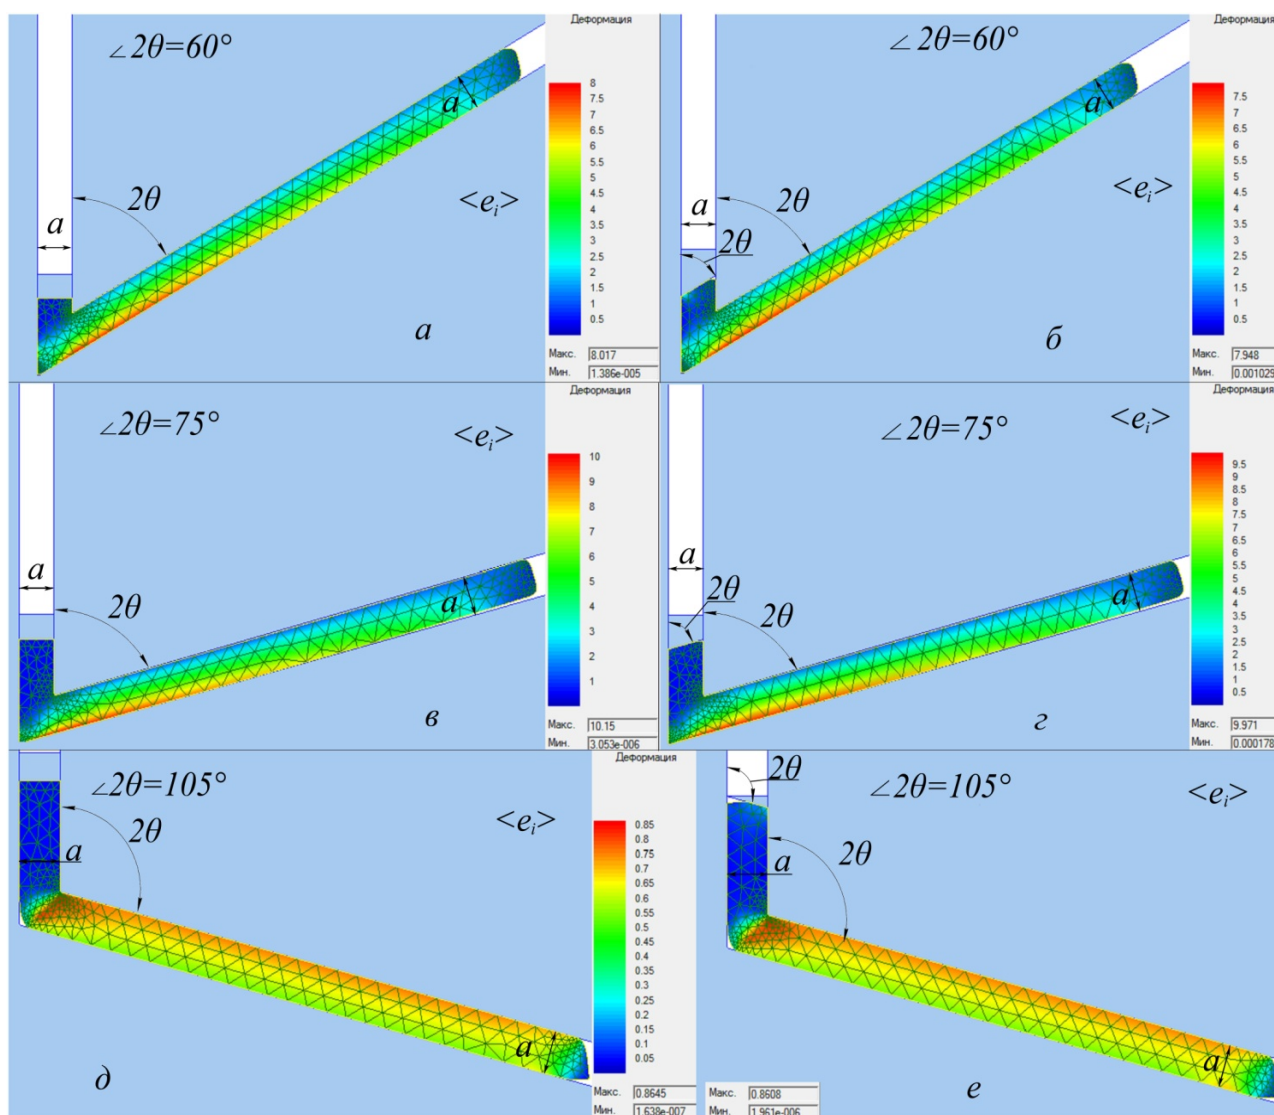 Деформация
∠2θ=60°
8
7.5
7
6.5
6
5.5
5
4.5
4
3.5
3
2.5
2
1.5
1
0.5
a
2θ
a
<e_i>
а
Макс. 8.017
Мин. 1.386e-005
Деформация
∠2θ=60°
7.5
7
6.5
6
5.5
5
4.5
4
3.5
3
2.5
2
1.5
1
0.5
a
2θ
a
2θ
<e_i>
б
Макс. 7.948
Мин. 0.001029
Деформация
∠2θ=75°
<e_i>
10
9
8
7
6
5
4
3
2
1
a
2θ
a
в
Макс. 10.15
Мин. 3.053e-006
Деформация
∠2θ=75°
<e_i>
9.5
9
8.5
8
7.5
7
6.5
6
5.5
5
4.5
4
3.5
3
2.5
2
1.5
1
0.5
a
2θ
2θ
a
г
Макс. 9.971
Мин. 0.000178
Деформация
∠2θ=105°
<e_i>
0.85
0.8
0.75
0.7
0.65
0.6
0.55
0.5
0.45
0.4
0.35
0.3
0.25
0.2
0.15
0.1
0.05
2θ
a
a
д
Макс. 0.8645
Мин. 1.638e-007
2θ
∠2θ=105°
<e_i>
2θ
a
a
е
Макс. 0.8608
Мин. 1.961e-006